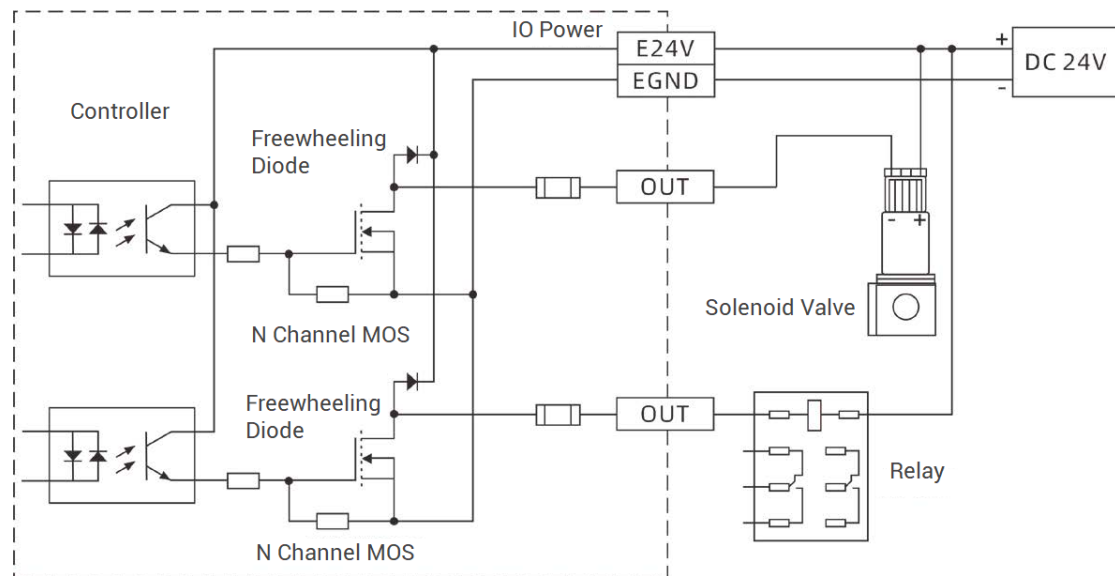 IO Power
E24V
+
DC 24V
EGND
-
Controller
Freewheeling
Diode
OUT
- +
Solenoid Valve
N Channel MOS
Freewheeling
Diode
OUT
Relay
N Channel MOS